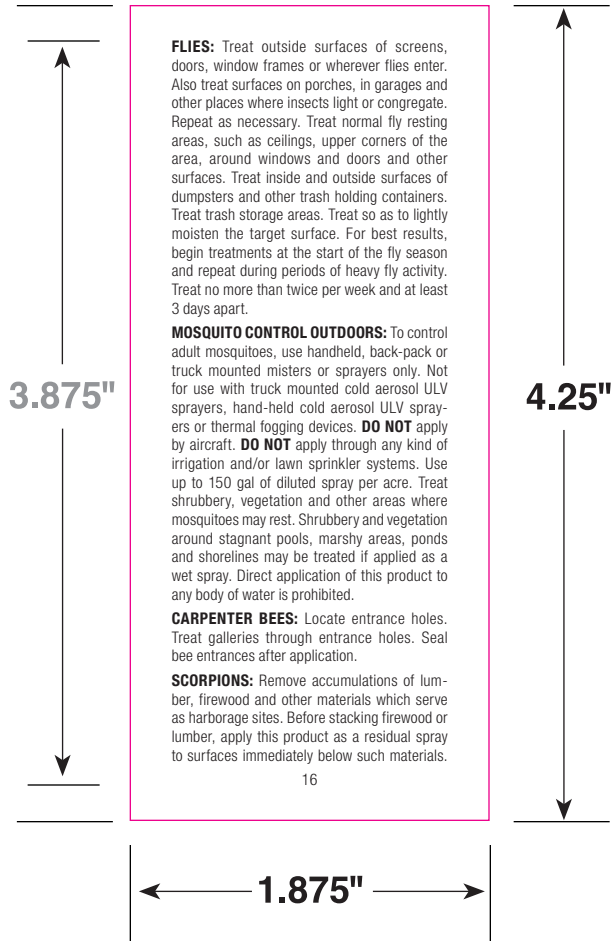 FLIES: Treat outside surfaces of screens,
doors, window frames or wherever flies enter.
Also treat surfaces on porches, in garages and
other places where insects light or congregate.
Repeat as necessary. Treat normal fly resting
areas, such as ceilings, upper corners of the
area, around windows and doors and other
surfaces. Treat inside and outside surfaces of
dumpsters and other trash holding containers.
Treat trash storage areas. Treat so as to lightly
moisten the target surface. For best results,
begin treatments at the start of the fly season
and repeat during periods of heavy fly activity.
Treat no more than twice per week and at least
3 days apart.
MOSQUITO CONTROL OUTDOORS: To control
adult mosquitoes, use handheld, back-pack or
truck mounted misters or sprayers only. Not
for use with truck mounted cold aerosol ULV
sprayers, hand-held cold aerosol ULV spray-
ers or thermal fogging devices. DO NOT apply
by aircraft. DO NOT apply through any kind of
irrigation and/or lawn sprinkler systems. Use
up to 150 gal of diluted spray per acre. Treat
shrubbery, vegetation and other areas where
mosquitoes may rest. Shrubbery and vegetation
around stagnant pools, marshy areas, ponds
and shorelines may be treated if applied as a
wet spray. Direct application of this product to
any body of water is prohibited.
CARPENTER BEES: Locate entrance holes.
Treat galleries through entrance holes. Seal
bee entrances after application.
SCORPIONS: Remove accumulations of lum-
ber, firewood and other materials which serve
as harborage sites. Before stacking firewood or
lumber, apply this product as a residual spray
to surfaces immediately below such materials.
16
3.875"
4.25"
1.875"